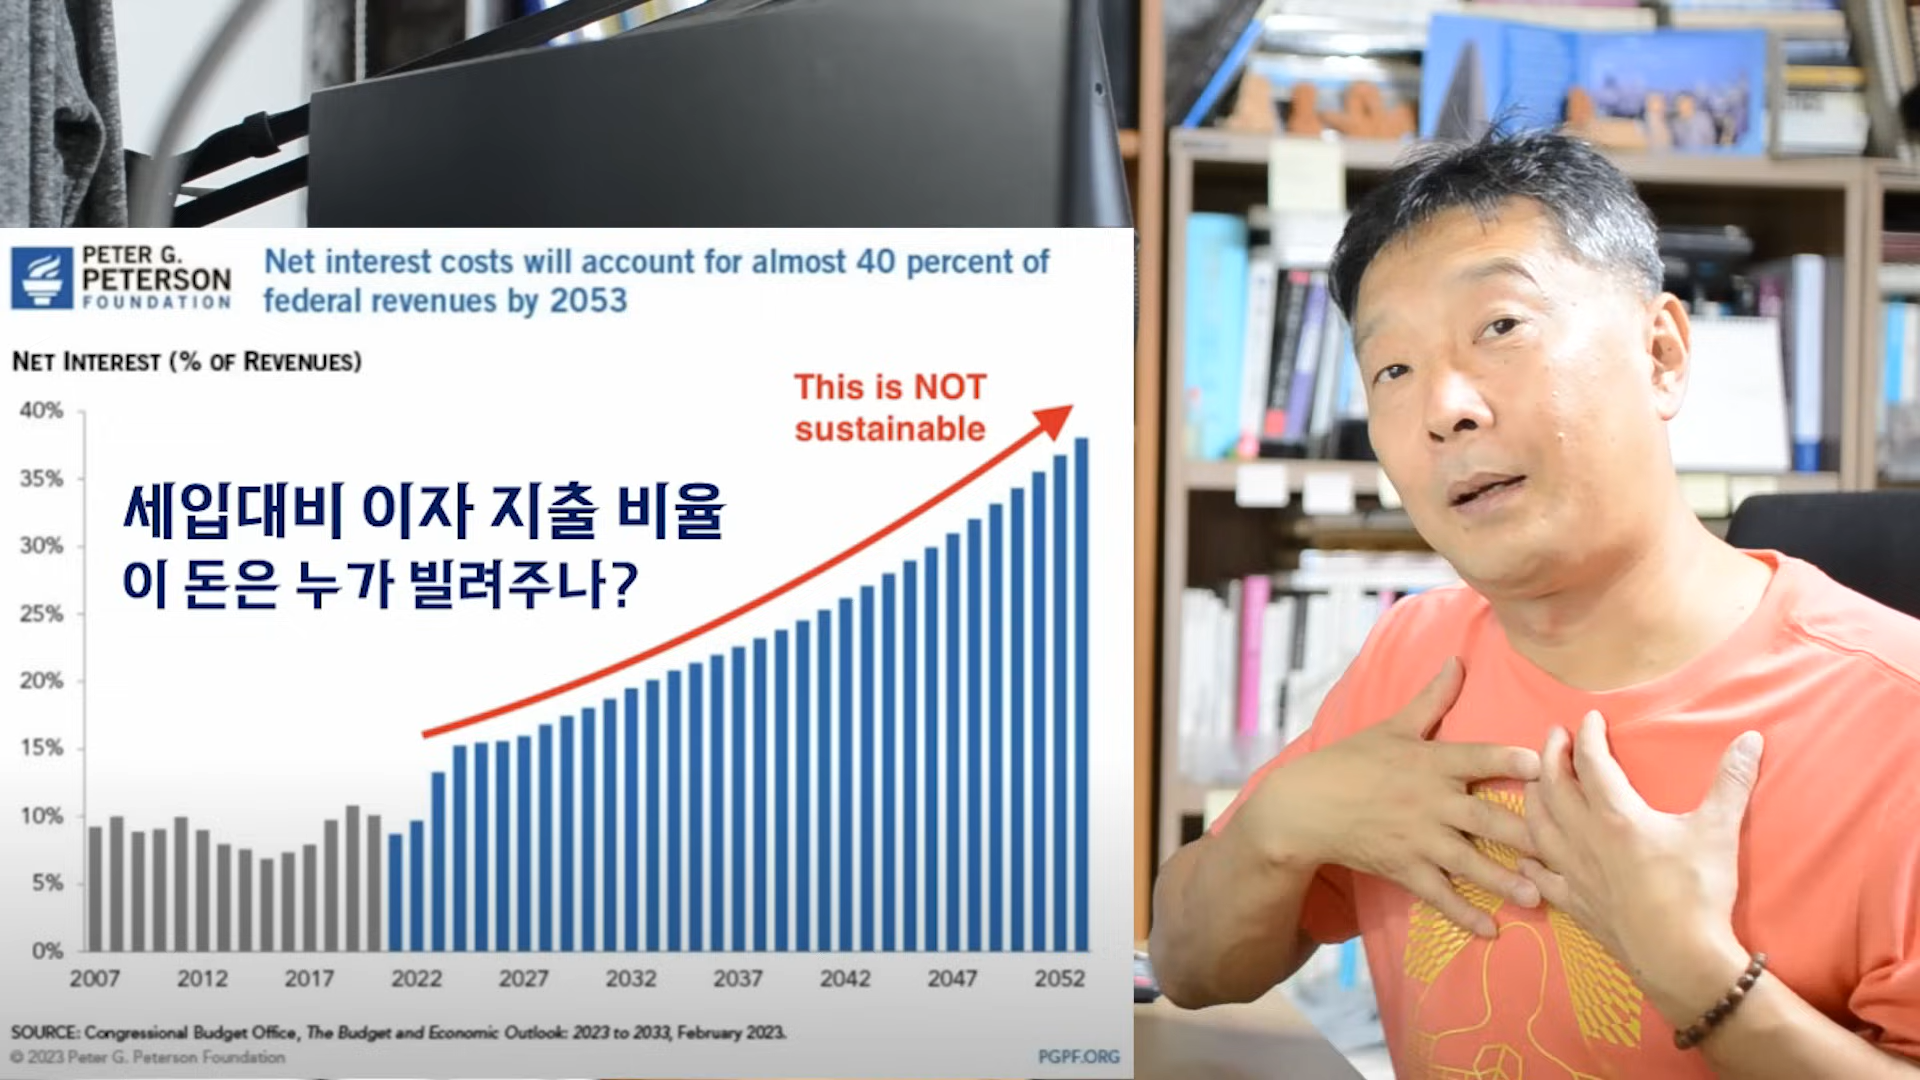 PETER G.
PETERSON
FOUNDATION
Net interest costs will account for almost 40 percent of
federal revenues by 2053
NET INTEREST (% OF REVENUES)
This is NOT
sustainable
세입대비 이자 지출 비율
이 돈은 누가 빌려주나?
40%
35%
30%
25%
20%
15%
10%
5%
0%
2007 2012 2017 2022 2027 2032 2037 2042 2047 2052
SOURCE: Congressional Budget Office, The Budget and Economic Outlook: 2023 to 2033, February 2023.
© 2023 Peter G. Peterson Foundation
PGPF.ORG